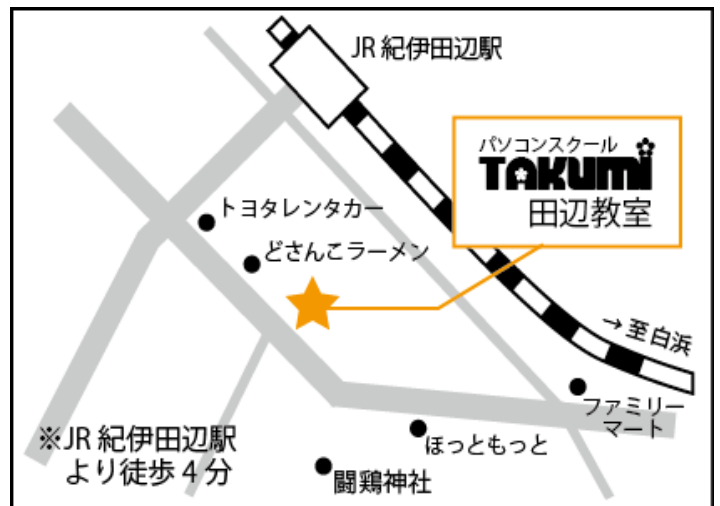 JR 紀伊田辺駅
パソコンスクール
TAKUMI
田辺教室
トヨタレンタカー
どさんこラーメン
→至白浜
ファミリー
マート
ほっともっと
闘鶏神社
※JR 紀伊田辺駅
より徒歩 4 分